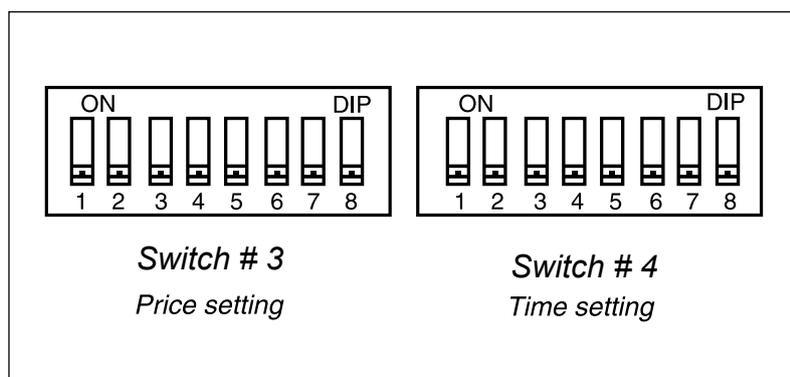 ON DIP
1 2 3 4 5 6 7 8
Switch # 3
Price setting
ON DIP
1 2 3 4 5 6 7 8
Switch # 4
Time setting